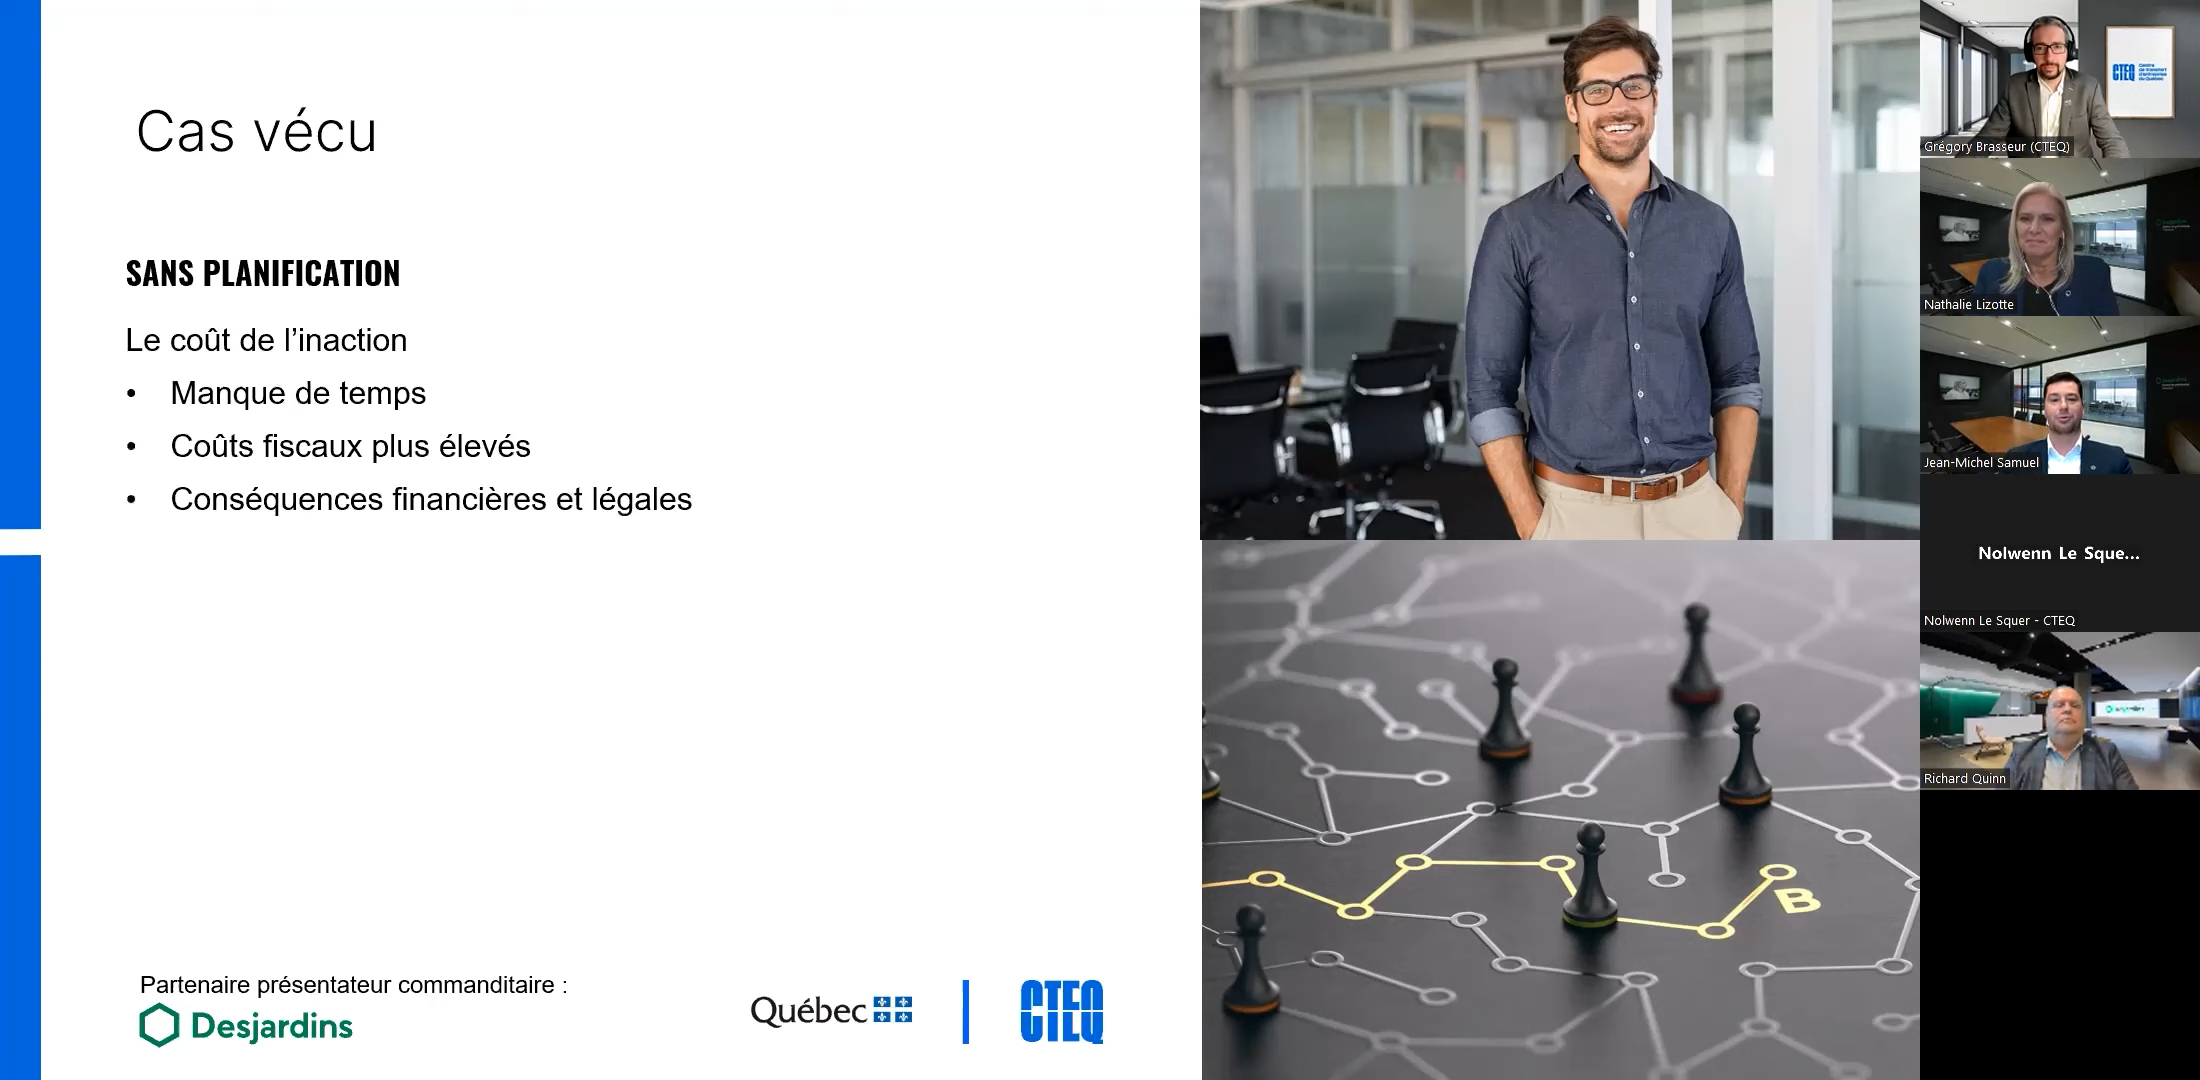 Cas vécu
SANS PLANIFICATION
Le coût de l’inaction
• Manque de temps
• Coûts fiscaux plus élevés
• Conséquences financières et légales
Partenaire présentateur commanditaire :
Desjardins
Québec
CTEQ
B
CTEQ
Grégory Brasseur (CTEQ)
Nathalie Lizotte
Jean-Michel Samuel
Nolwenn Le Sque...
Nolwenn Le Squer - CTEQ
Richard Quinn